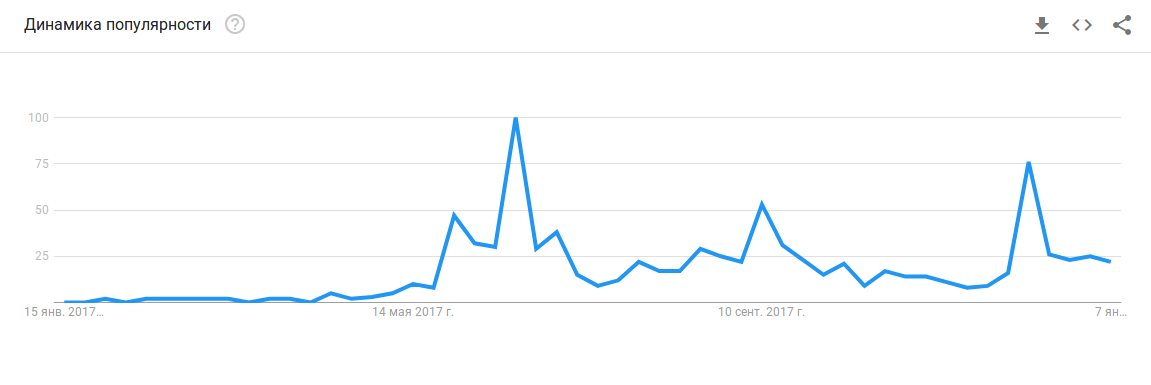 Динамика популярности
100
75
50
25
15 янв. 2017…
14 мая 2017 г.
10 сент. 2017 г.
7 ян…